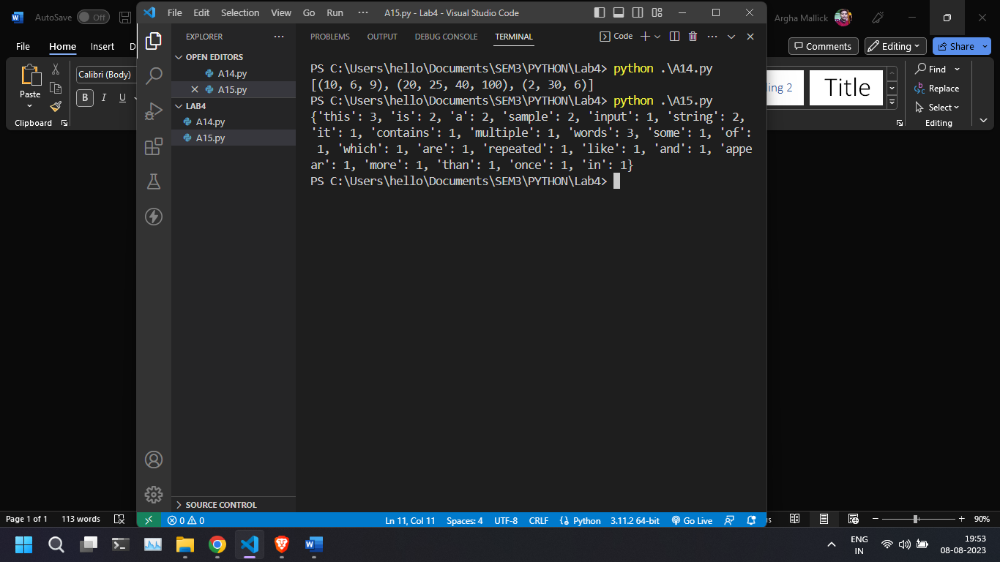 AutoSave Off
File Edit Selection View Go Run ··· A15.py - Lab4 - Visual Studio Code
Argha Mallick
File Home Insert D
Comments Editing Share
Paste
Calibri (Body)
B I U
Clipboard
EXPLORER ···
OPEN EDITORS
A14.py
A15.py
LAB4
A14.py
A15.py
SOURCE CONTROL
PROBLEMS OUTPUT DEBUG CONSOLE TERMINAL Code ···
PS C:\Users\hello\Documents\SEM3\PYTHON\Lab4> python .\A14.py
[(10, 6, 9), (20, 25, 40, 100), (2, 30, 6)]
PS C:\Users\hello\Documents\SEM3\PYTHON\Lab4> python .\A15.py
{'this': 3, 'is': 2, 'a': 2, 'sample': 2, 'input': 1, 'string': 2,
'it': 1, 'contains': 1, 'multiple': 1, 'words': 3, 'some': 1, 'of':
1, 'which': 1, 'are': 1, 'repeated': 1, 'like': 1, 'and': 1, 'appe
ar': 1, 'more': 1, 'than': 1, 'once': 1, 'in': 1}
PS C:\Users\hello\Documents\SEM3\PYTHON\Lab4>
ing 2 Title
Find
Replace
Select
Editing
Page 1 of 1 113 words
0 0 Ln 11, Col 11 Spaces: 4 UTF-8 CRLF Python 3.11.2 64-bit Go Live
90%
ENG
IN
19:53
08-08-2023